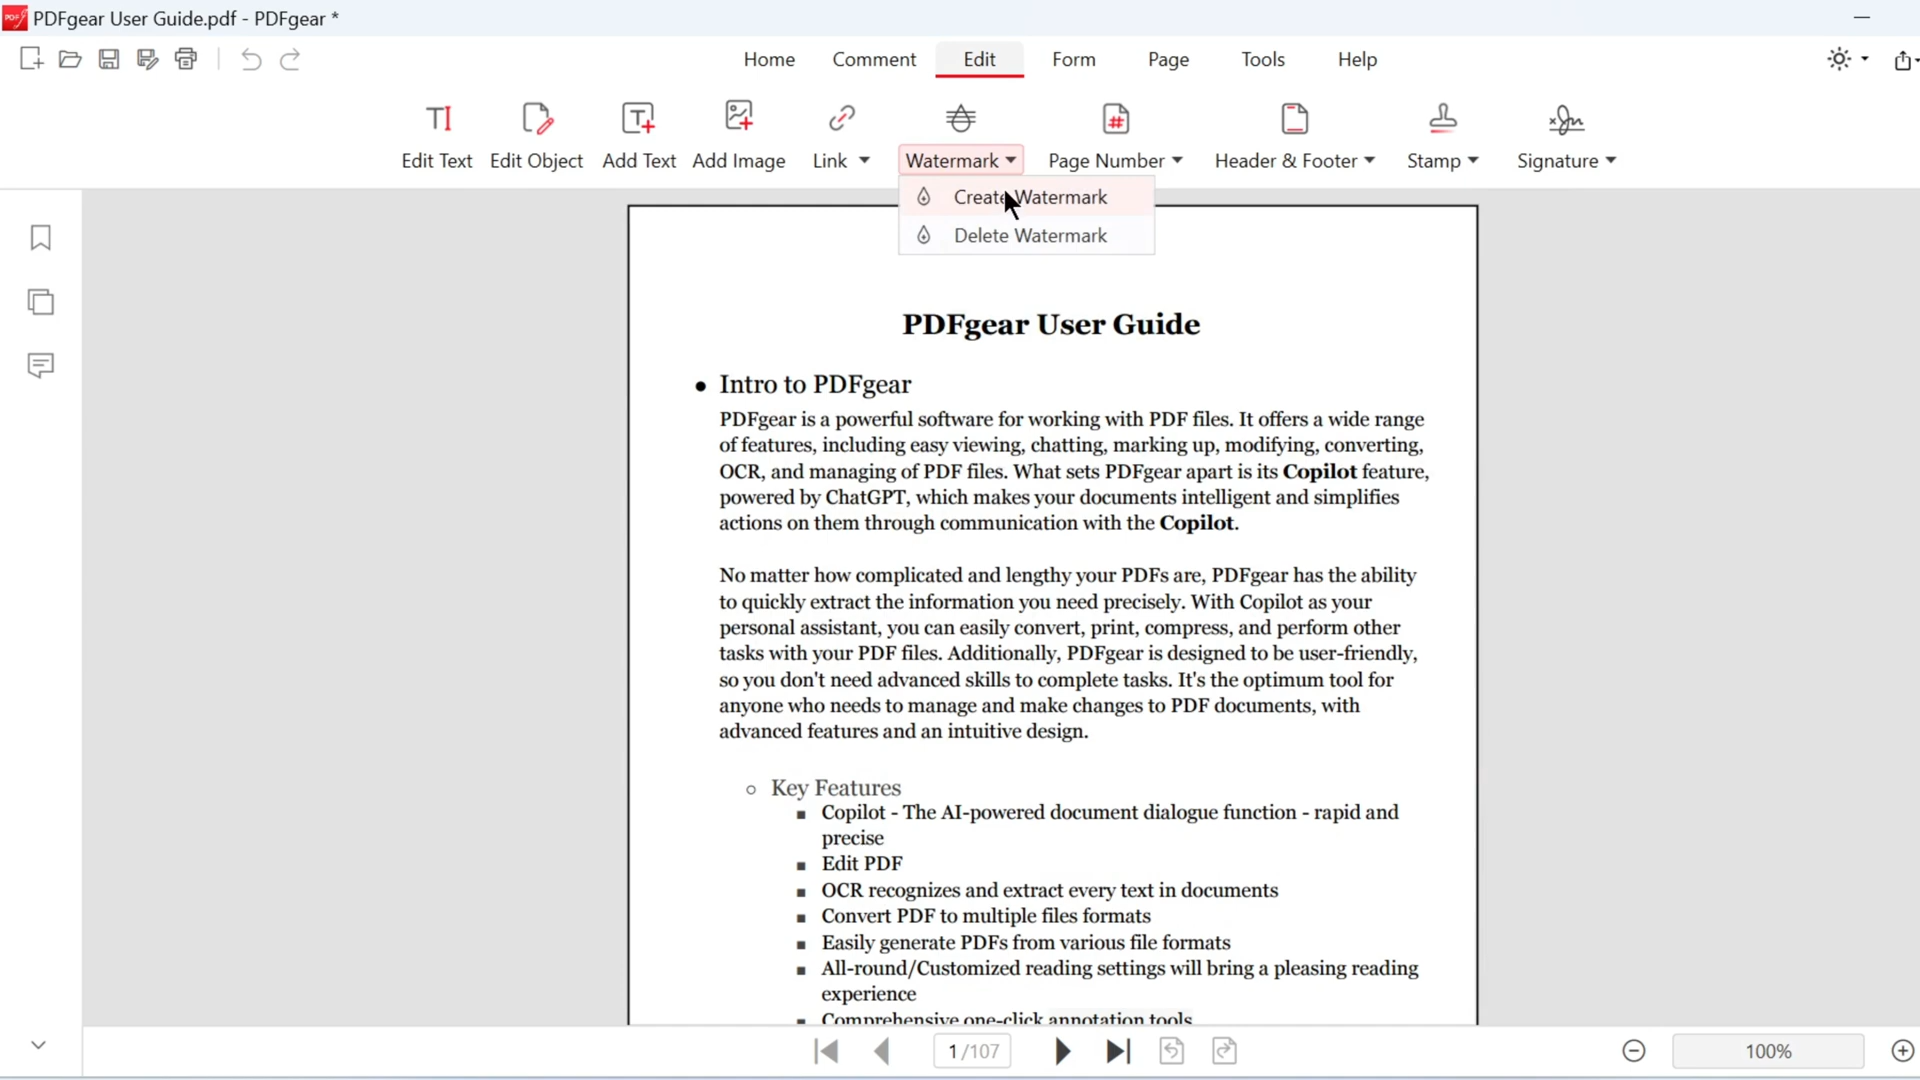 PDFgear User Guide.pdf - PDFgear *
Home Comment Edit Form Page Tools Help
Edit Text Edit Object Add Text Add Image Link Watermark Page Number Header & Footer Stamp Signature
Create Watermark
Delete Watermark
PDFgear User Guide
• Intro to PDFgear
PDFgear is a powerful software for working with PDF files. It offers a wide range
of features, including easy viewing, chatting, marking up, modifying, converting,
OCR, and managing of PDF files. What sets PDFgear apart is its Copilot feature,
powered by ChatGPT, which makes your documents intelligent and simplifies
actions on them through communication with the Copilot.
No matter how complicated and lengthy your PDFs are, PDFgear has the ability
to quickly extract the information you need precisely. With Copilot as your
personal assistant, you can easily convert, print, compress, and perform other
tasks with your PDF files. Additionally, PDFgear is designed to be user-friendly,
so you don't need advanced skills to complete tasks. It's the optimum tool for
anyone who needs to manage and make changes to PDF documents, with
advanced features and an intuitive design.
○ Key Features
▪ Copilot - The AI-powered document dialogue function - rapid and
precise
▪ Edit PDF
▪ OCR recognizes and extract every text in documents
▪ Convert PDF to multiple files formats
▪ Easily generate PDFs from various file formats
▪ All-round/Customized reading settings will bring a pleasing reading
experience
▪ Comprehensive one-click annotation tools
1 /107
100%